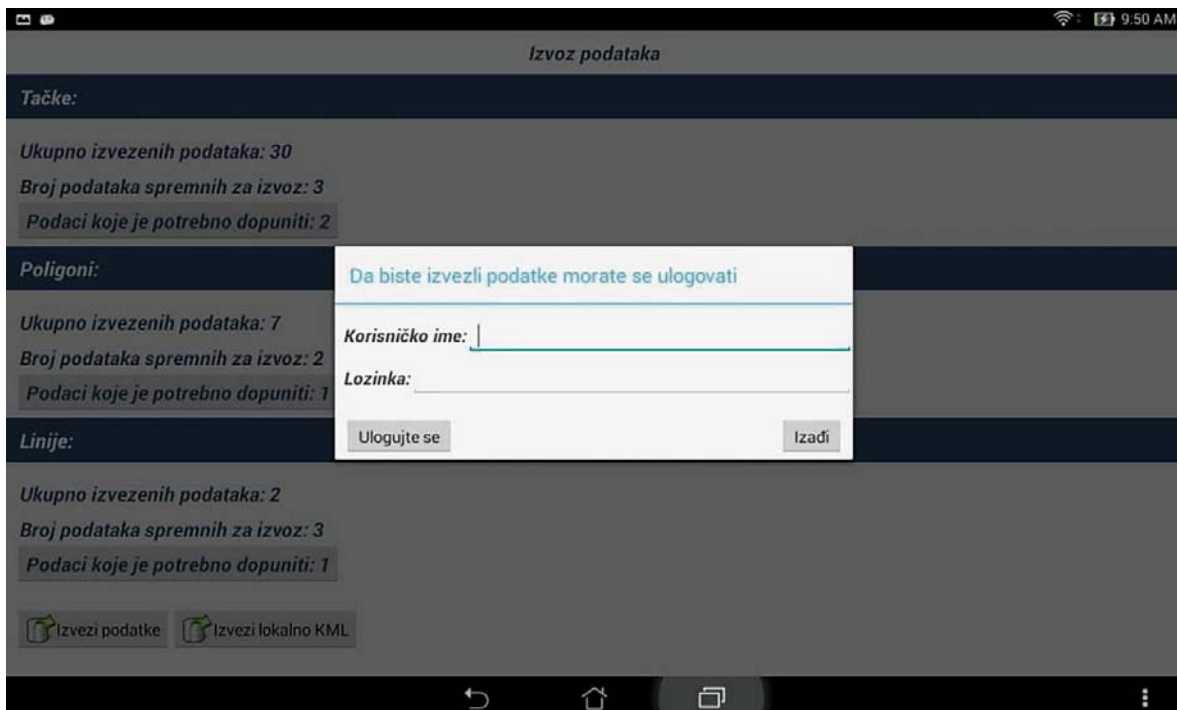 9:50 AM
Izvoz podataka
Tačke:
Ukupno izvezenih podataka: 30
Broj podataka spremnih za izvoz: 3
Podaci koje je potrebno dopuniti: 2
Poligoni:
Ukupno izvezenih podataka: 7
Broj podataka spremnih za izvoz: 2
Podaci koje je potrebno dopuniti: 1
Da biste izvezli podatke morate se ulogovati
Korisničko ime:
Lozinka:
Ulogujte se
Izađi
Linije:
Ukupno izvezenih podataka: 2
Broj podataka spremnih za izvoz: 3
Podaci koje je potrebno dopuniti: 1
Izvezi podatke
Izvezi lokalno KML